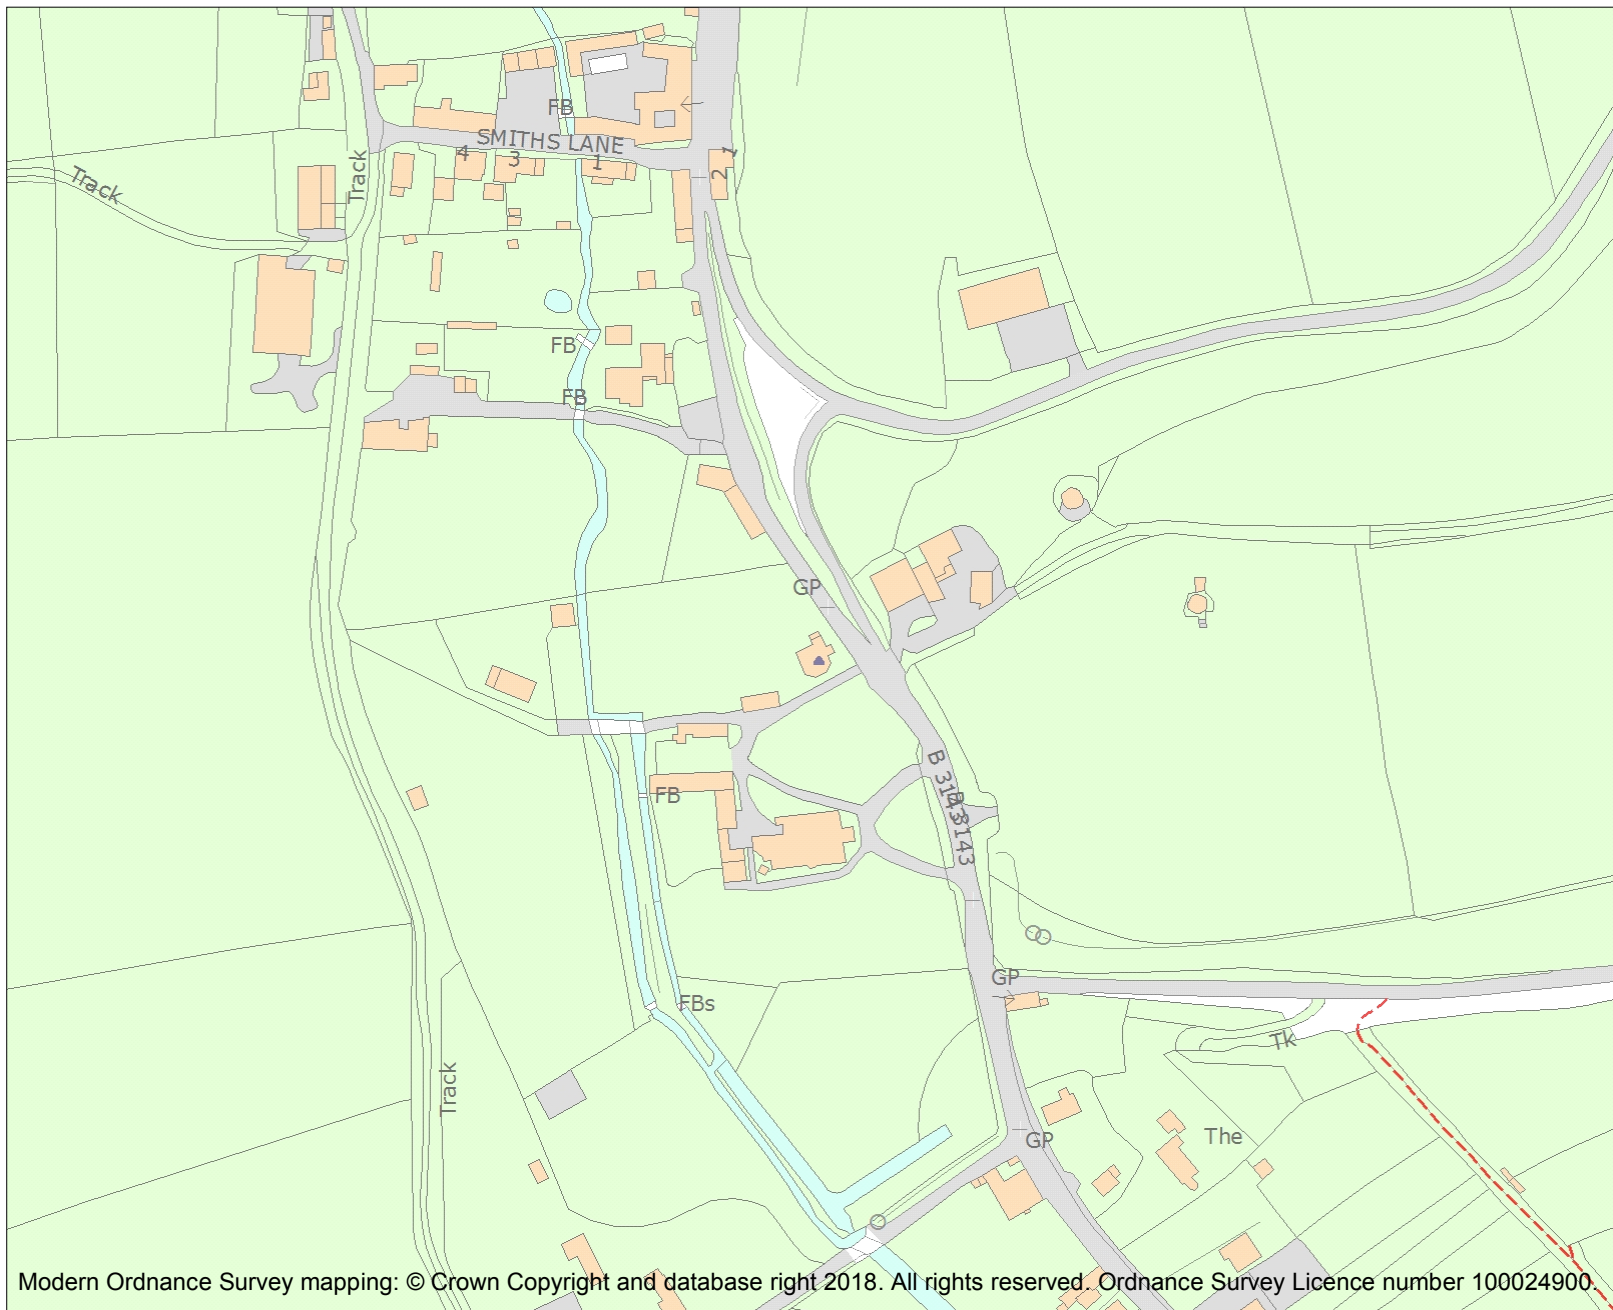 FB
SMITHS LANE
4
3
1
2
1
Track
Track
FB
FB
GP
B 3143
B 3143
FB
GP
FBs
Tk
Track
GP
The
Modern Ordnance Survey mapping: © Crown Copyright and database right 2018. All rights reserved. Ordnance Survey Licence number 100024900.